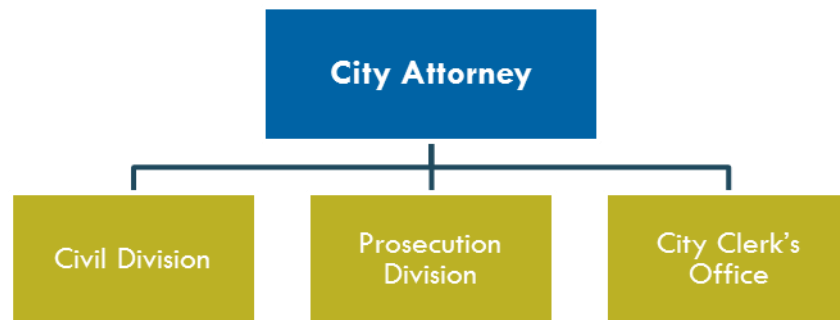 City Attorney
Civil Division
Prosecution
Division
City Clerk's
Office